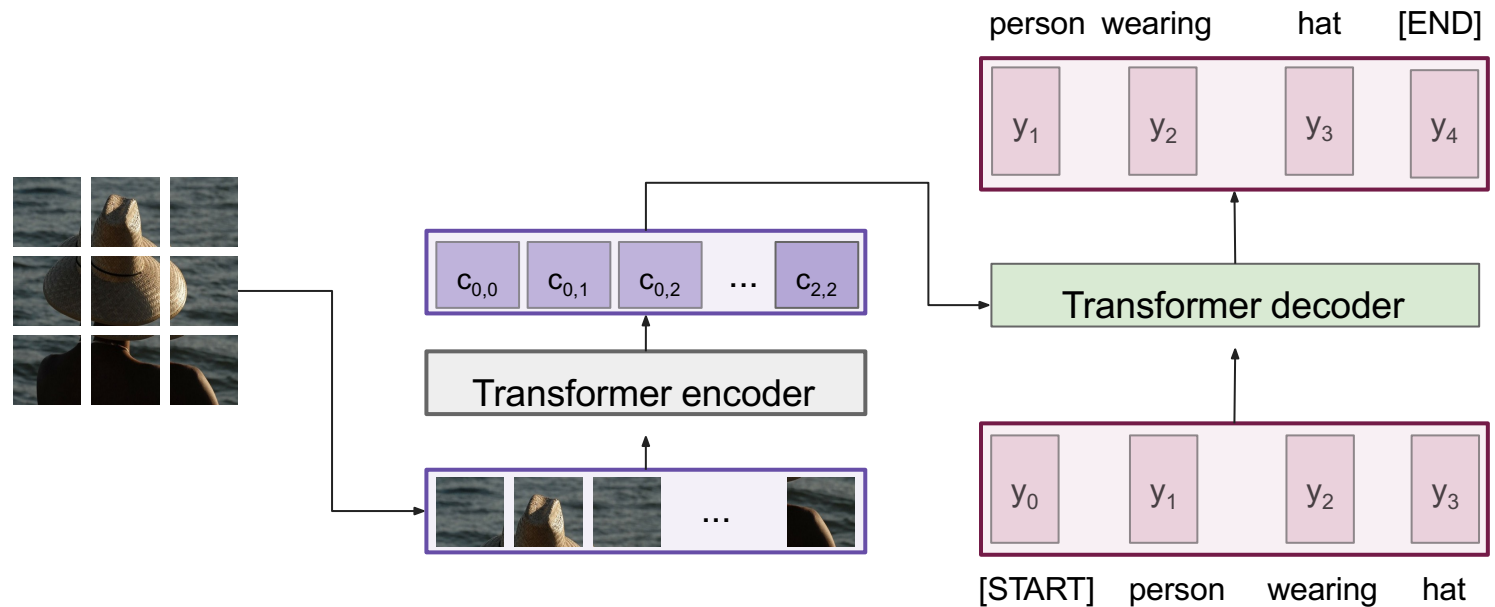 person wearing hat [END]
y₁ y₂ y₃ y₄
c₀,₀ c₀,₁ c₀,₂ ... c₂,₂
Transformer decoder
Transformer encoder
...
y₀ y₁ y₂ y₃
[START] person wearing hat